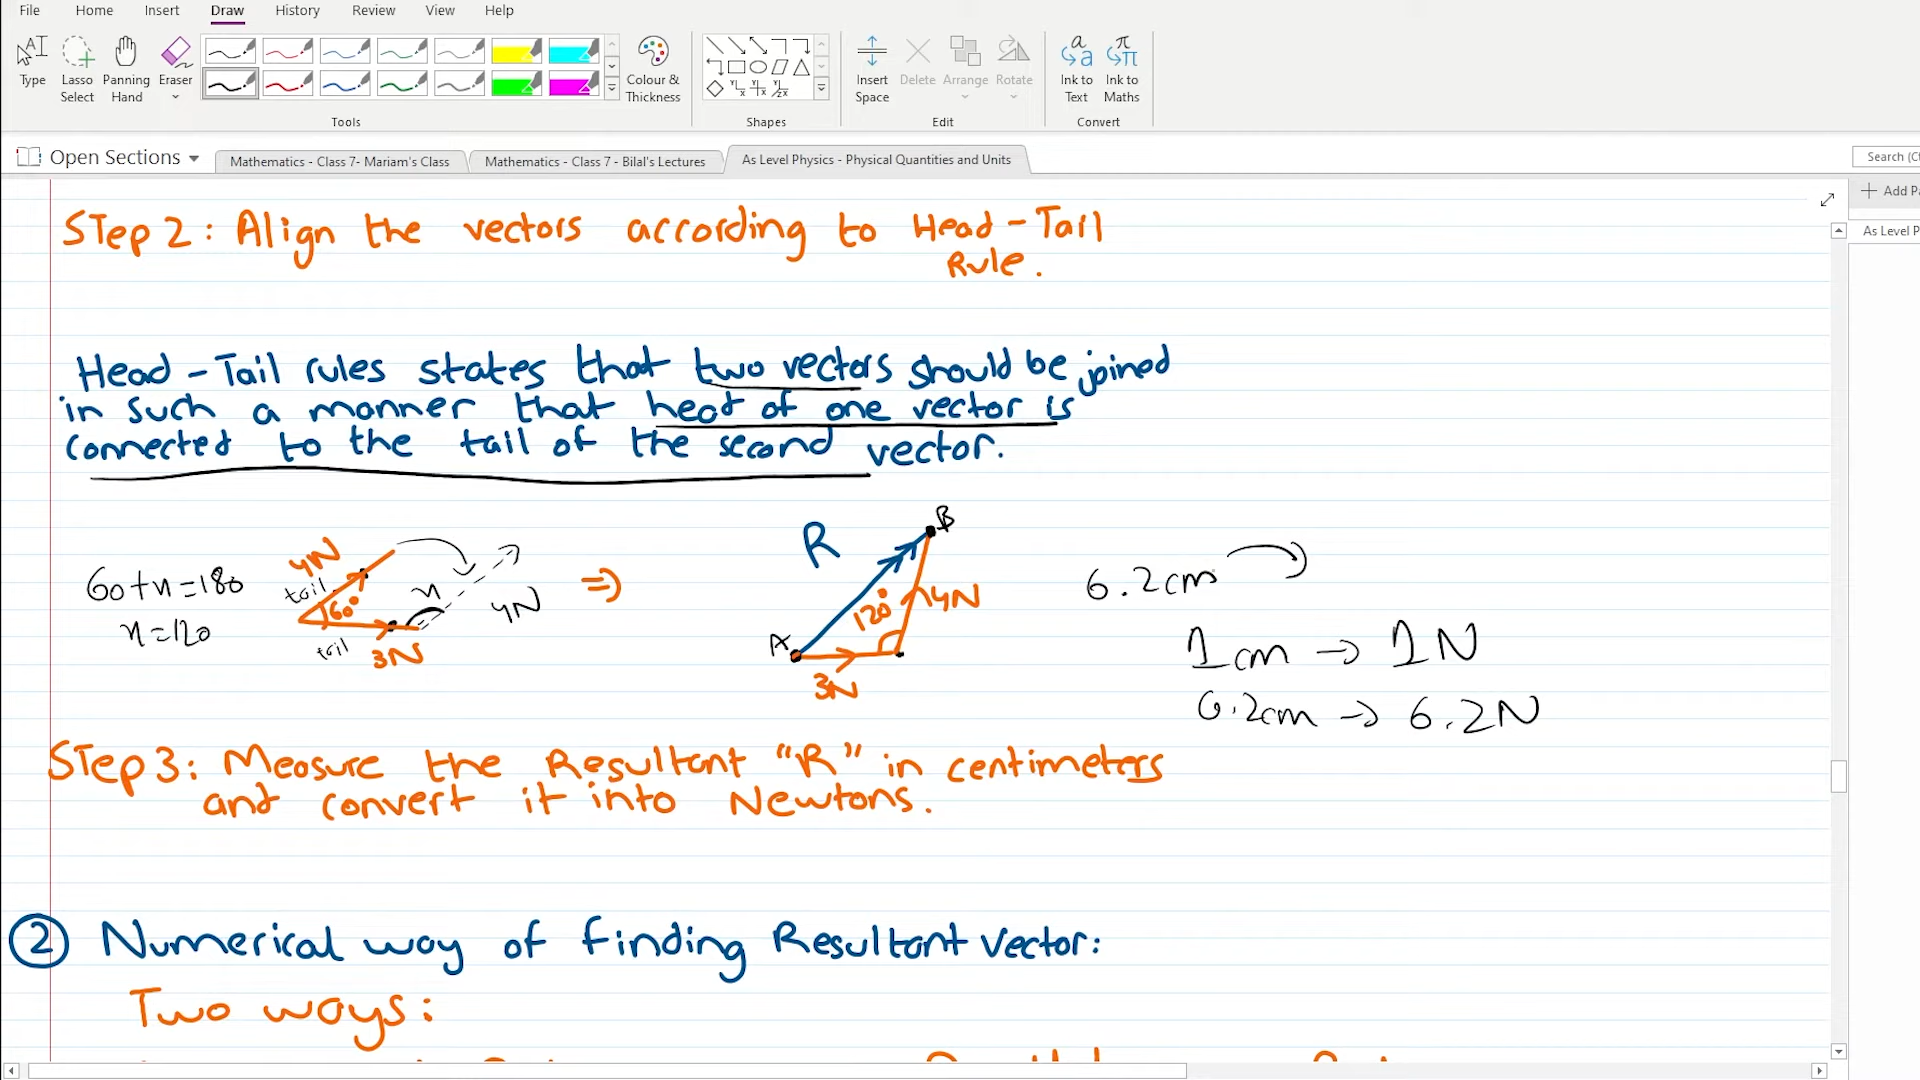 File Home Insert Draw History Review View Help
Type
Lasso Select
Panning Hand
Eraser
Colour & Thickness
Insert Space
Delete
Arrange
Rotate
Ink to Text
Ink to Maths
Tools
Shapes
Edit
Convert
Open Sections
Mathematics - Class 7- Mariam's Class
Mathematics - Class 7 - Bilal's Lectures
As Level Physics - Physical Quantities and Units
Search (Ct
Add Pa
As Level P
STep 2: Align the vectors according to Head-Tail
Rule.
Head-Tail rules states that two vectors should be joined
in such a manner that head of one vector is
connected to the tail of the second vector.
60+x=180
x=120
4N
tail
60°
tail
3N
x
4N
=>
R
A
B
120°
4N
3N
6.2cm
1cm → 1N
6.2cm → 6.2N
STep 3: Measure the Resultant "R" in centimeters
and convert it into Newtons.
2 Numerical way of finding Resultant Vector:
Two ways: